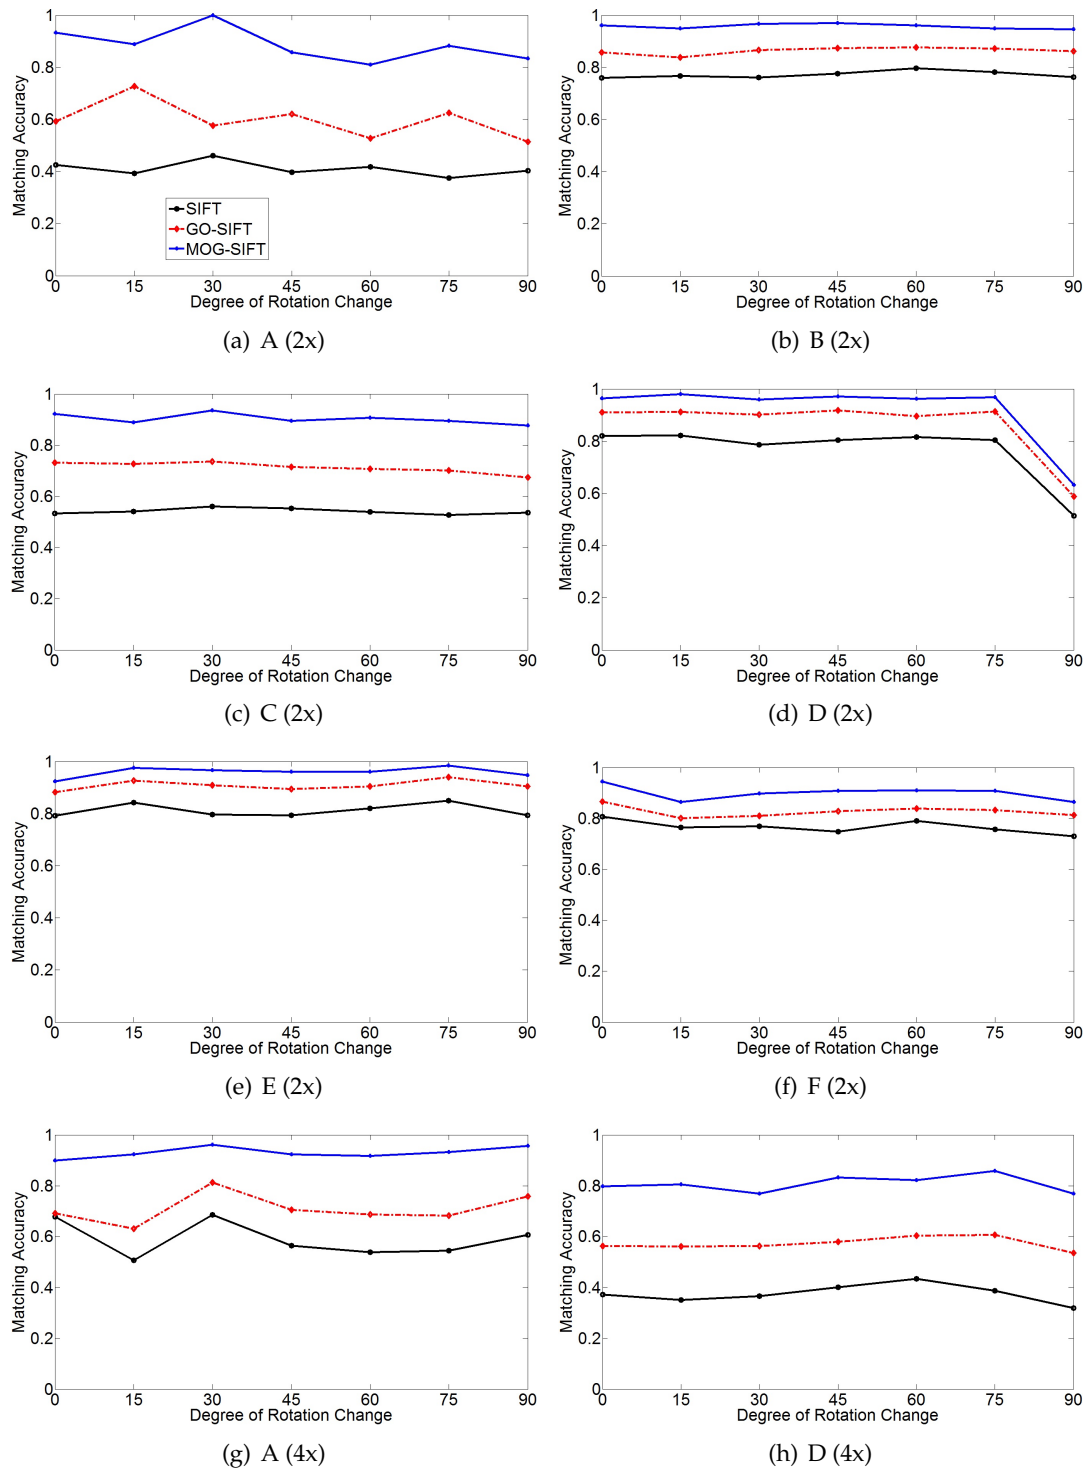 1
0.8
0.6
0.4
0.2
0
Matching Accuracy
SIFT
GO-SIFT
MOG-SIFT
0 15 30 45 60 75 90
Degree of Rotation Change
(a) A (2x)
1
0.8
0.6
0.4
0.2
0
Matching Accuracy
0 15 30 45 60 75 90
Degree of Rotation Change
(b) B (2x)
1
0.8
0.6
0.4
0.2
0
Matching Accuracy
0 15 30 45 60 75 90
Degree of Rotation Change
(c) C (2x)
1
0.8
0.6
0.4
0.2
0
Matching Accuracy
0 15 30 45 60 75 90
Degree of Rotation Change
(d) D (2x)
1
0.8
0.6
0.4
0.2
0
Matching Accuracy
0 15 30 45 60 75 90
Degree of Rotation Change
(e) E (2x)
1
0.8
0.6
0.4
0.2
0
Matching Accuracy
0 15 30 45 60 75 90
Degree of Rotation Change
(f) F (2x)
1
0.8
0.6
0.4
0.2
0
Matching Accuracy
0 15 30 45 60 75 90
Degree of Rotation Change
(g) A (4x)
1
0.8
0.6
0.4
0.2
0
Matching Accuracy
0 15 30 45 60 75 90
Degree of Rotation Change
(h) D (4x)